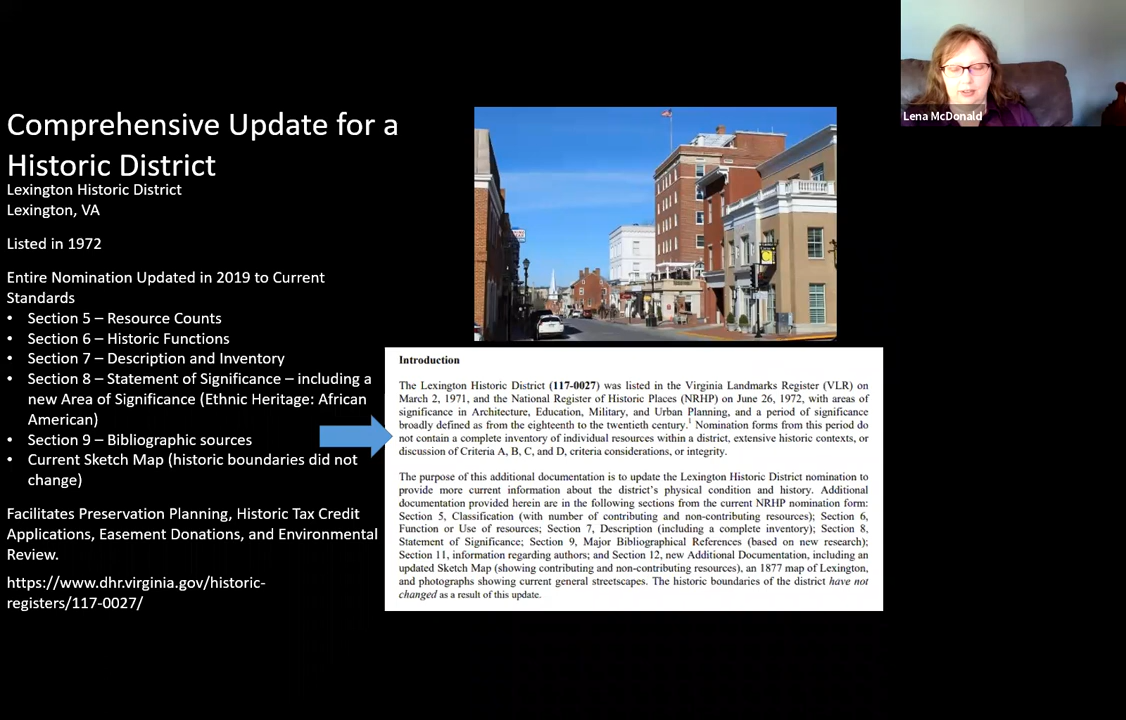 Comprehensive Update for a
Historic District
Lexington Historic District
Lexington, VA
Listed in 1972
Entire Nomination Updated in 2019 to Current
Standards
• Section 5 – Resource Counts
• Section 6 – Historic Functions
• Section 7 – Description and Inventory
• Section 8 – Statement of Significance – including a
new Area of Significance (Ethnic Heritage: African
American)
• Section 9 – Bibliographic sources
• Current Sketch Map (historic boundaries did not
change)
Facilitates Preservation Planning, Historic Tax Credit
Applications, Easement Donations, and Environmental
Review.
https://www.dhr.virginia.gov/historic-
registers/117-0027/
Introduction
The Lexington Historic District (117-0027) was listed in the Virginia Landmarks Register (VLR) on
March 2, 1971, and the National Register of Historic Places (NRHP) on June 26, 1972, with areas of
significance in Architecture, Education, Military, and Urban Planning, and a period of significance
broadly defined as from the eighteenth to the twentieth century.1 Nomination forms from this period do
not contain a complete inventory of individual resources within a district, extensive historic contexts, or
discussion of Criteria A, B, C, and D, criteria considerations, or integrity.
The purpose of this additional documentation is to update the Lexington Historic District nomination to
provide more current information about the district's physical condition and history. Additional
documentation provided herein are in the following sections from the current NRHP nomination form:
Section 5, Classification (with number of contributing and non-contributing resources); Section 6,
Function or Use of resources; Section 7, Description (including a complete inventory); Section 8,
Statement of Significance; Section 9, Major Bibliographical References (based on new research);
Section 11, information regarding authors; and Section 12, new Additional Documentation, including an
updated Sketch Map (showing contributing and non-contributing resources), an 1877 map of Lexington,
and photographs showing current general streetscapes. The historic boundaries of the district have not
changed as a result of this update.
Lena McDonald